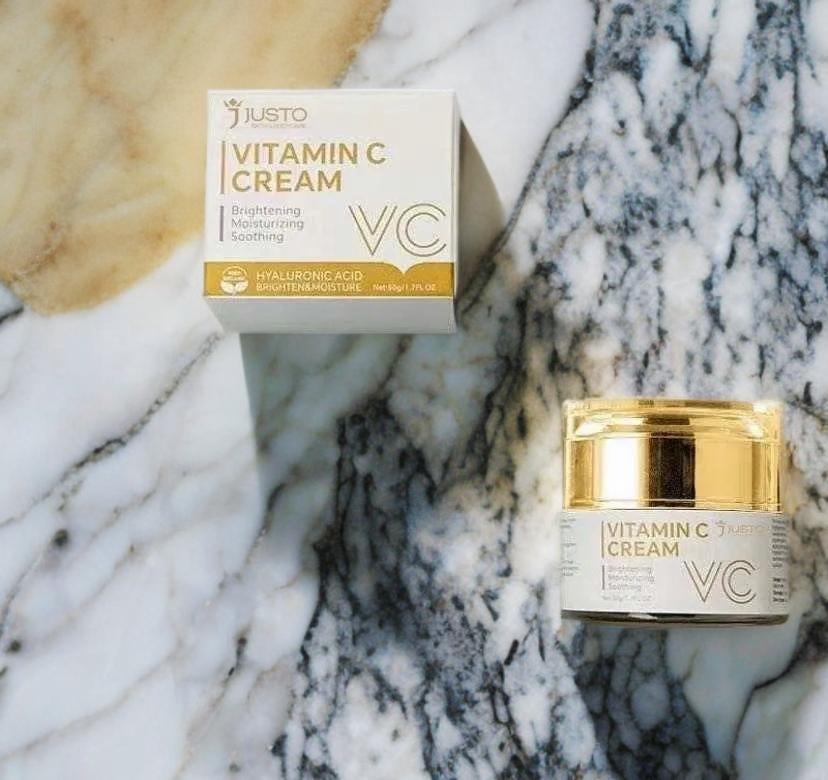 JUSTO
VITAMIN C
CREAM
Brightening
Moisturizing
Soothing
VC
HYALURONIC ACID
BRIGHTEN&MOISTURE Net 50g/1.7FL OZ
VITAMIN C
JUSTO
CREAM
Brightening
Moisturizing
Soothing
VC